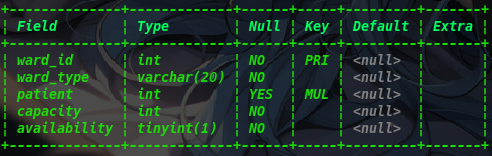 +--------------+-------------+------+-----+---------+-------+
| Field        | Type        | Null | Key | Default | Extra |
+--------------+-------------+------+-----+---------+-------+
| ward_id      | int         | NO   | PRI | <null>  |       |
| ward_type    | varchar(20) | NO   |     | <null>  |       |
| patient      | int         | YES  | MUL | <null>  |       |
| capacity     | int         | NO   |     | <null>  |       |
| availability | tinyint(1)  | NO   |     | <null>  |       |
+--------------+-------------+------+-----+---------+-------+